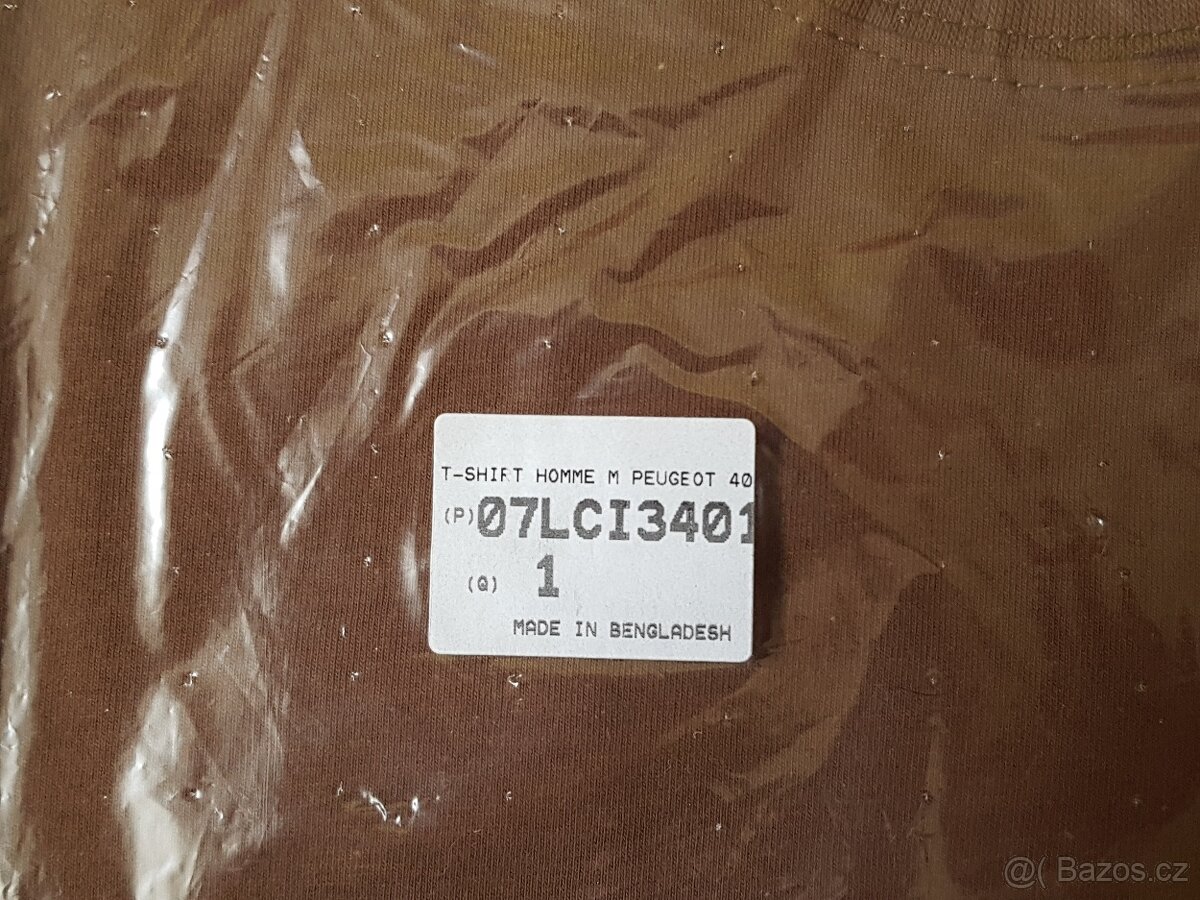 T-SHIRT HOMME M PEUGEOT 40
(P) 07LCI3401
(Q) 1
MADE IN BENGLADESH
@( Bazos.cz